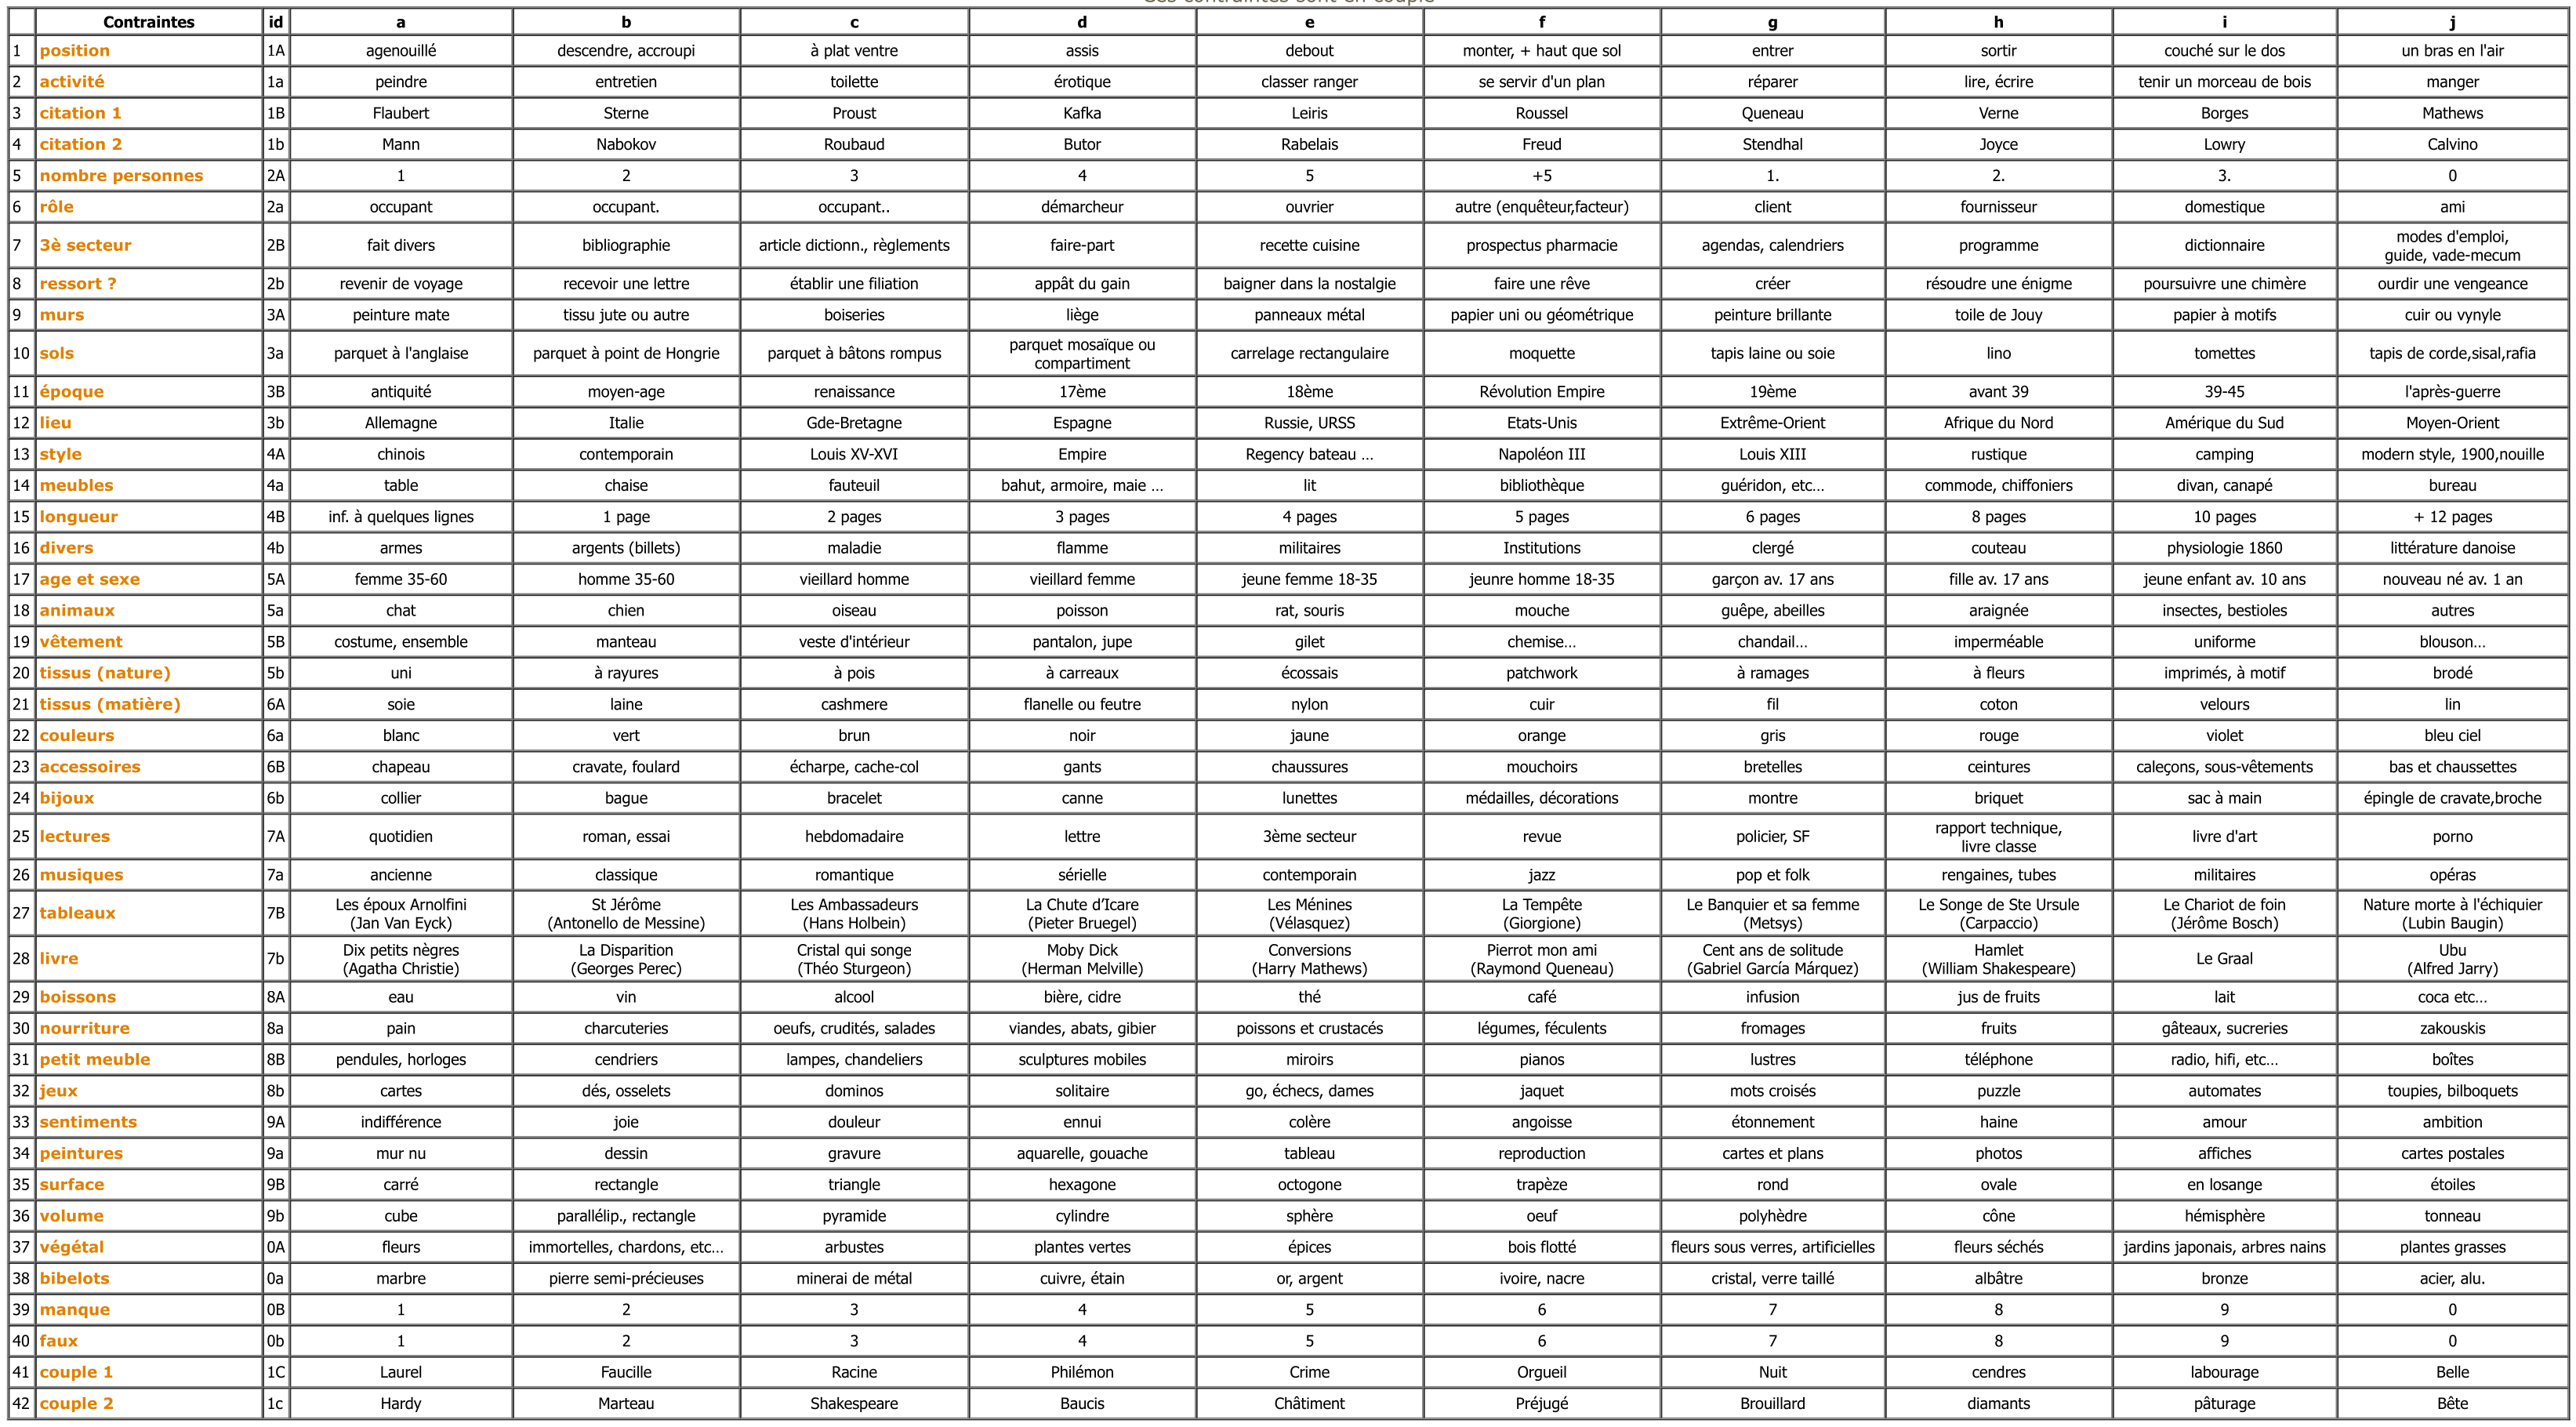 Ces contraintes sont en couple
Contraintes id a b c d e f g h i j
1 position 1A agenouillé descendre, accroupi à plat ventre assis debout monter, + haut que sol entrer sortir couché sur le dos un bras en l'air
2 activité 1a peindre entretien toilette érotique classer ranger se servir d'un plan réparer lire, écrire tenir un morceau de bois manger
3 citation 1 1B Flaubert Sterne Proust Kafka Leiris Roussel Queneau Verne Borges Mathews
4 citation 2 1b Mann Nabokov Roubaud Butor Rabelais Freud Stendhal Joyce Lowry Calvino
5 nombre personnes 2A 1 2 3 4 5 +5 1. 2. 3. 0
6 rôle 2a occupant occupant. occupant.. démarcheur ouvrier autre (enquêteur,facteur) client fournisseur domestique ami
7 3è secteur 2B fait divers bibliographie article dictionn., règlements faire-part recette cuisine prospectus pharmacie agendas, calendriers programme dictionnaire modes d'emploi,
guide, vade-mecum
8 ressort ? 2b revenir de voyage recevoir une lettre établir une filiation appât du gain baigner dans la nostalgie faire une rêve créer résoudre une énigme poursuivre une chimère ourdir une vengeance
9 murs 3A peinture mate tissu jute ou autre boiseries liège panneaux métal papier uni ou géométrique peinture brillante toile de Jouy papier à motifs cuir ou vynyle
10 sols 3a parquet à l'anglaise parquet à point de Hongrie parquet à bâtons rompus parquet mosaïque ou
compartiment carrelage rectangulaire moquette tapis laine ou soie lino tomettes tapis de corde,sisal,rafia
11 époque 3B antiquité moyen-age renaissance 17ème 18ème Révolution Empire 19ème avant 39 39-45 l'après-guerre
12 lieu 3b Allemagne Italie Gde-Bretagne Espagne Russie, URSS Etats-Unis Extrême-Orient Afrique du Nord Amérique du Sud Moyen-Orient
13 style 4A chinois contemporain Louis XV-XVI Empire Regency bateau ... Napoléon III Louis XIII rustique camping modern style, 1900,nouille
14 meubles 4a table chaise fauteuil bahut, armoire, maie ... lit bibliothèque guéridon, etc... commode, chiffoniers divan, canapé bureau
15 longueur 4B inf. à quelques lignes 1 page 2 pages 3 pages 4 pages 5 pages 6 pages 8 pages 10 pages + 12 pages
16 divers 4b armes argents (billets) maladie flamme militaires Institutions clergé couteau physiologie 1860 littérature danoise
17 age et sexe 5A femme 35-60 homme 35-60 vieillard homme vieillard femme jeune femme 18-35 jeunre homme 18-35 garçon av. 17 ans fille av. 17 ans jeune enfant av. 10 ans nouveau né av. 1 an
18 animaux 5a chat chien oiseau poisson rat, souris mouche guêpe, abeilles araignée insectes, bestioles autres
19 vêtement 5B costume, ensemble manteau veste d'intérieur pantalon, jupe gilet chemise... chandail... imperméable uniforme blouson...
20 tissus (nature) 5b uni à rayures à pois à carreaux écossais patchwork à ramages à fleurs imprimés, à motif brodé
21 tissus (matière) 6A soie laine cashmere flanelle ou feutre nylon cuir fil coton velours lin
22 couleurs 6a blanc vert brun noir jaune orange gris rouge violet bleu ciel
23 accessoires 6B chapeau cravate, foulard écharpe, cache-col gants chaussures mouchoirs bretelles ceintures caleçons, sous-vêtements bas et chaussettes
24 bijoux 6b collier bague bracelet canne lunettes médailles, décorations montre briquet sac à main épingle de cravate,broche
25 lectures 7A quotidien roman, essai hebdomadaire lettre 3ème secteur revue policier, SF rapport technique,
livre classe livre d'art porno
26 musiques 7a ancienne classique romantique sérielle contemporain jazz pop et folk rengaines, tubes militaires opéras
27 tableaux 7B Les époux Arnolfini St Jérôme Les Ambassadeurs La Chute d’Icare Les Ménines La Tempête Le Banquier et sa femme Le Songe de Ste Ursule Le Chariot de foin Nature morte à l'échiquier
(Jan Van Eyck) (Antonello de Messine) (Hans Holbein) (Pieter Bruegel) (Vélasquez) (Giorgione) (Metsys) (Carpaccio) (Jérôme Bosch) (Lubin Baugin)
28 livre 7b Dix petits nègres La Disparition Cristal qui songe Moby Dick Conversions Pierrot mon ami Cent ans de solitude Hamlet Le Graal Ubu
(Agatha Christie) (Georges Perec) (Théo Sturgeon) (Herman Melville) (Harry Mathews) (Raymond Queneau) (Gabriel García Márquez) (William Shakespeare) (Alfred Jarry)
29 boissons 8A eau vin alcool bière, cidre thé café infusion jus de fruits lait coca etc...
30 nourriture 8a pain charcuteries oeufs, crudités, salades viandes, abats, gibier poissons et crustacés légumes, féculents fromages fruits gâteaux, sucreries zakouskis
31 petit meuble 8B pendules, horloges cendriers lampes, chandeliers sculptures mobiles miroirs pianos lustres téléphone radio, hifi, etc... boîtes
32 jeux 8b cartes dés, osselets dominos solitaire go, échecs, dames jaquet mots croisés puzzle automates toupies, bilboquets
33 sentiments 9A indifférence joie douleur ennui colère angoisse étonnement haine amour ambition
34 peintures 9a mur nu dessin gravure aquarelle, gouache tableau reproduction cartes et plans photos affiches cartes postales
35 surface 9B carré rectangle triangle hexagone octogone trapèze rond ovale en losange étoiles
36 volume 9b cube parallélip., rectangle pyramide cylindre sphère oeuf polyhèdre cône hémisphère tonneau
37 végétal 0A fleurs immortelles, chardons, etc... arbustes plantes vertes épices bois flotté fleurs sous verres, artificielles fleurs séchés jardins japonais, arbres nains plantes grasses
38 bibelots 0a marbre pierre semi-précieuses minerai de métal cuivre, étain or, argent ivoire, nacre cristal, verre taillé albâtre bronze acier, alu.
39 manque 0B 1 2 3 4 5 6 7 8 9 0
40 faux 0b 1 2 3 4 5 6 7 8 9 0
41 couple 1 1C Laurel Faucille Racine Philémon Crime Orgueil Nuit cendres labourage Belle
42 couple 2 1c Hardy Marteau Shakespeare Baucis Châtiment Préjugé Brouillard diamants pâturage Bête